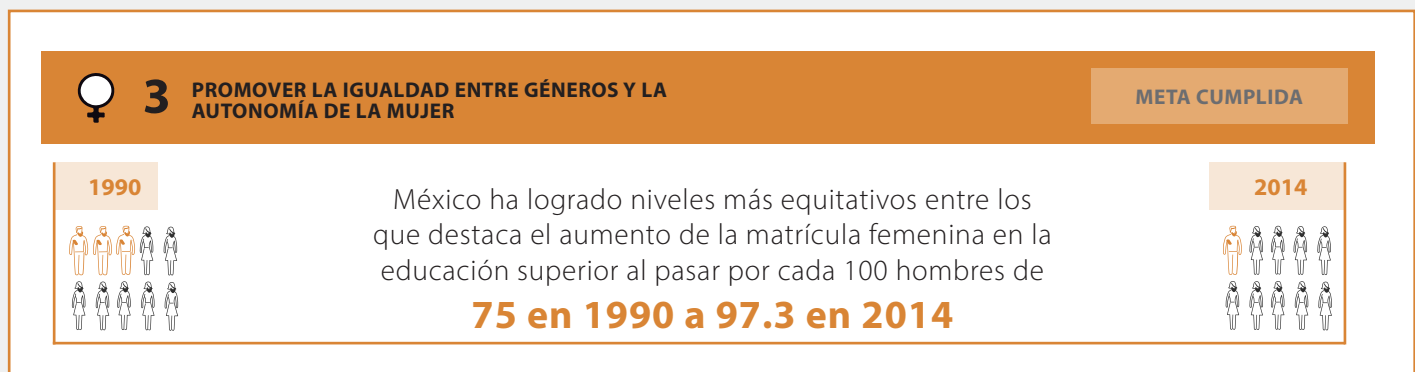 3 PROMOVER LA IGUALDAD ENTRE GÉNEROS Y LA
AUTONOMÍA DE LA MUJER
META CUMPLIDA
1990
México ha logrado niveles más equitativos entre los
que destaca el aumento de la matrícula femenina en la
educación superior al pasar por cada 100 hombres de
75 en 1990 a 97.3 en 2014
2014